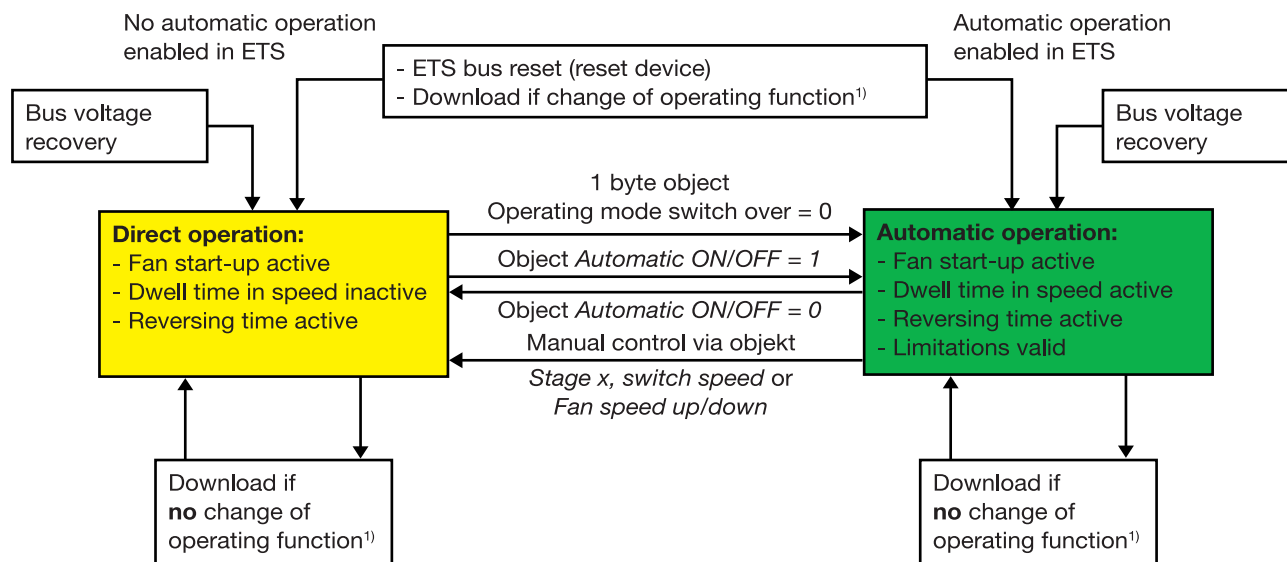 No automatic operation
enabled in ETS
Automatic operation
enabled in ETS
- ETS bus reset (reset device)
- Download if change of operating function1)
Bus voltage
recovery
Bus voltage
recovery
1 byte object
Operating mode switch over = 0
Direct operation:
- Fan start-up active
- Dwell time in speed inactive
- Reversing time active
Object Automatic ON/OFF = 1
Object Automatic ON/OFF = 0
Manual control via objekt
Stage x, switch speed or
Fan speed up/down
Automatic operation:
- Fan start-up active
- Dwell time in speed active
- Reversing time active
- Limitations valid
Download if
no change of
operating function1)
Download if
no change of
operating function1)